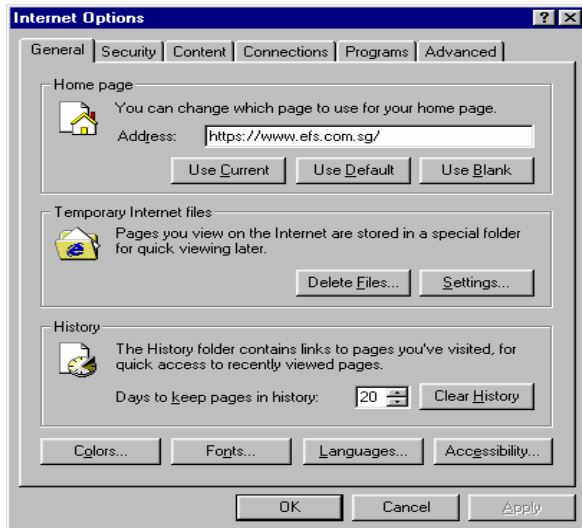 Internet Options
General Security Content Connections Programs Advanced
Home page
You can change which page to use for your home page.
Address: https://www.efs.com.sg/
Use Current Use Default Use Blank
Temporary Internet files
Pages you view on the Internet are stored in a special folder
for quick viewing later.
Delete Files... Settings...
History
The History folder contains links to pages you've visited, for
quick access to recently viewed pages.
Days to keep pages in history: 20 Clear History
Colors... Fonts... Languages... Accessibility...
OK Cancel Apply